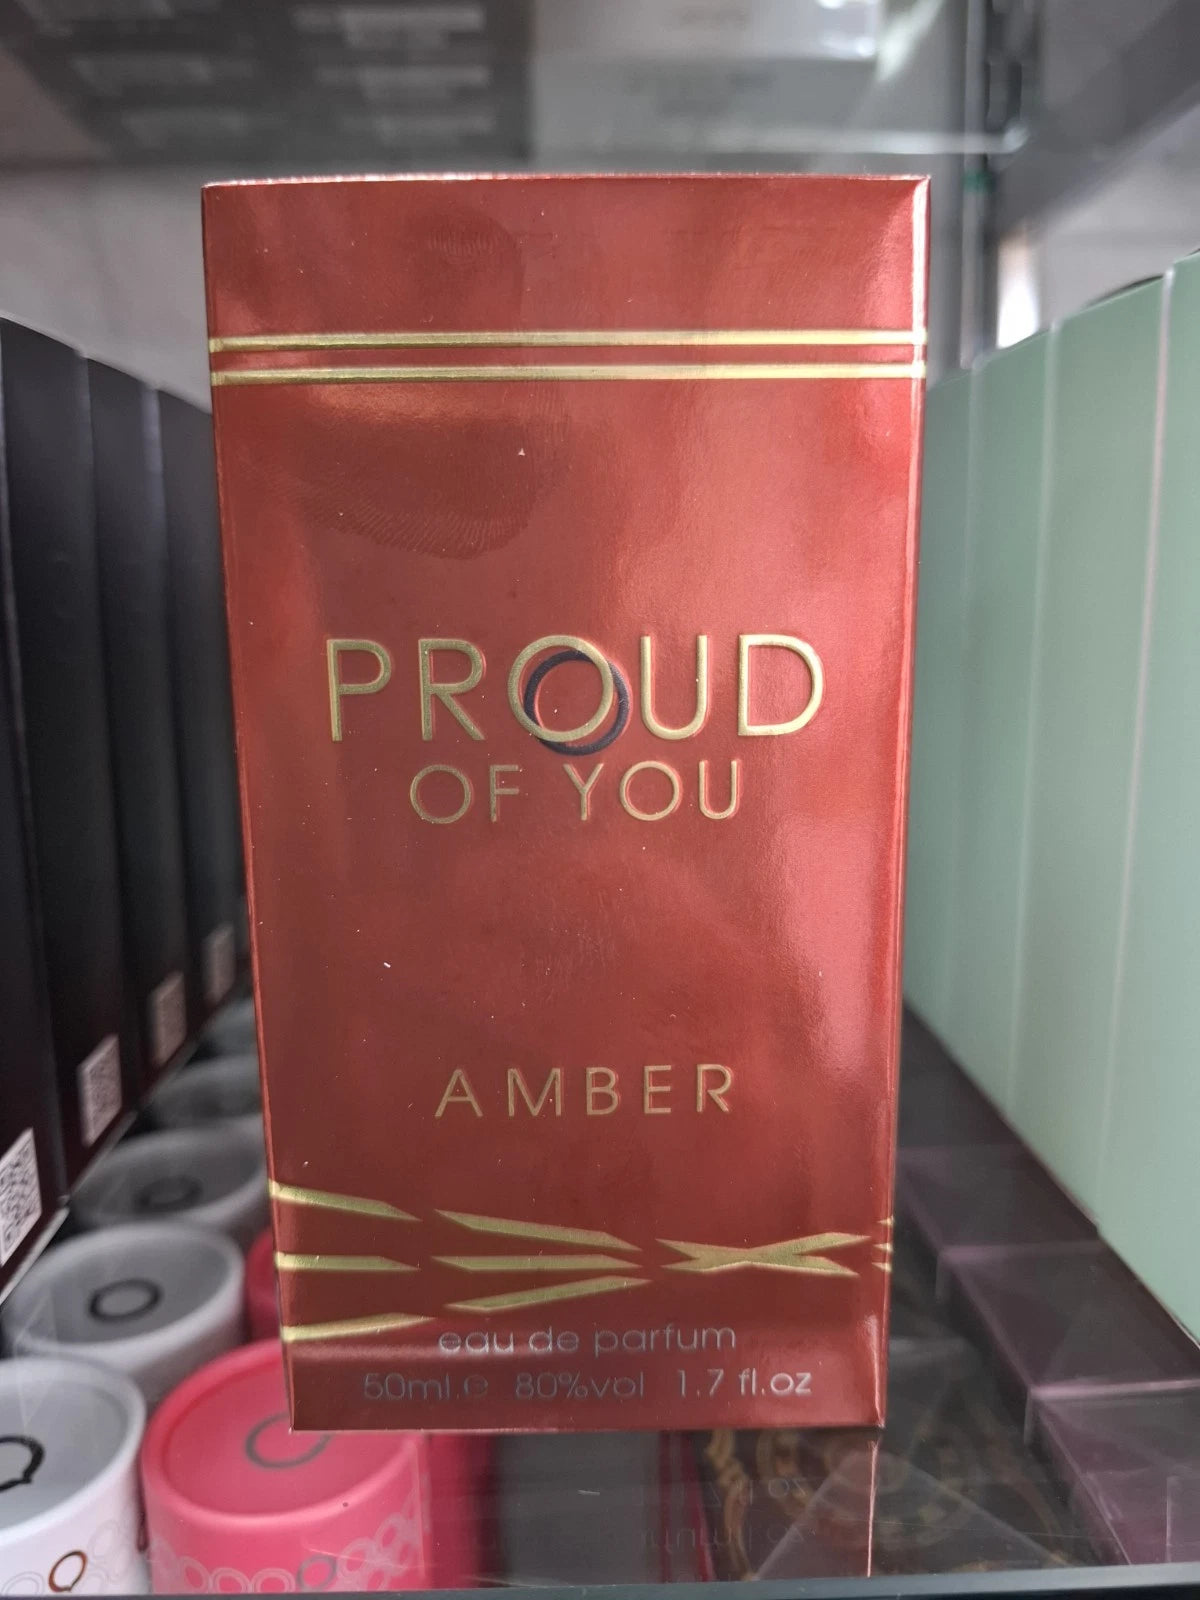 PROUD
OF YOU
AMBER
eau de parfum
50ml.e 80%vol 1.7 fl.oz